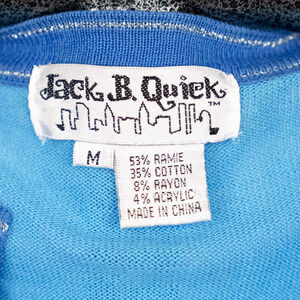 Jack B. Quick
TM
M
53% RAMIE
35% COTTON
8% RAYON
4% ACRYLIC
MADE IN CHINA